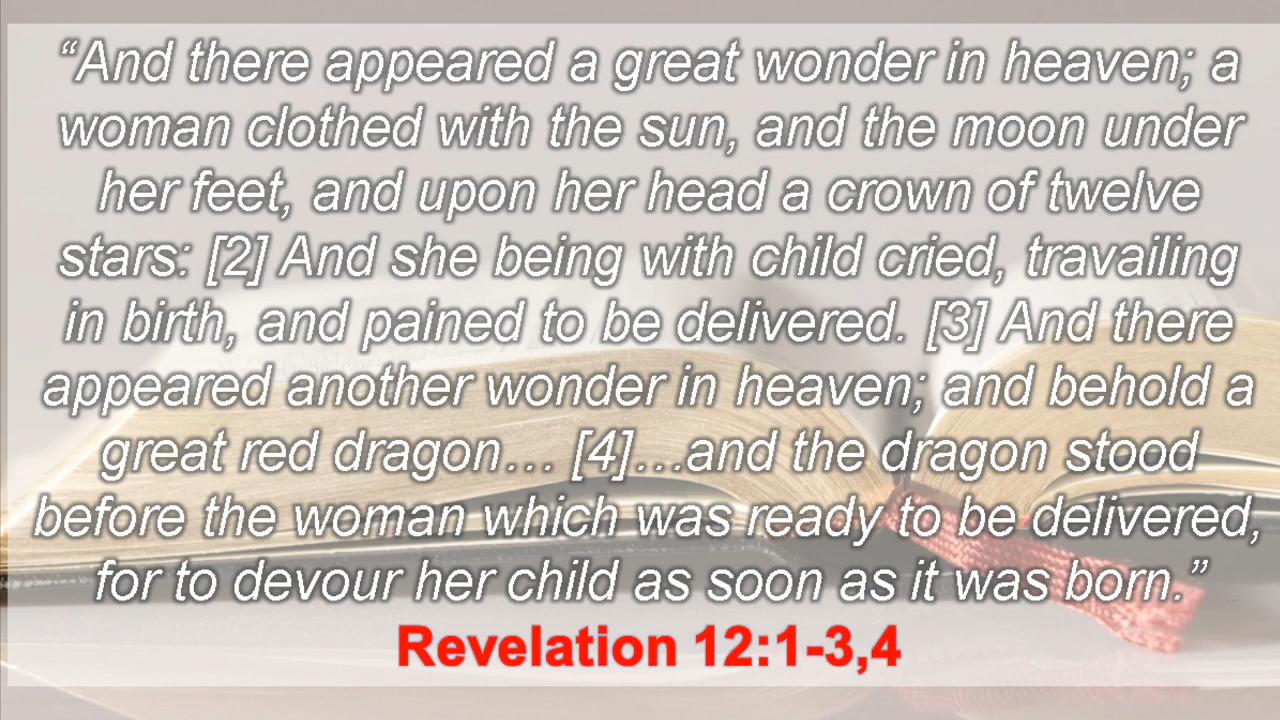 “And there appeared a great wonder in heaven; a
woman clothed with the sun, and the moon under
her feet, and upon her head a crown of twelve
stars: [2] And she being with child cried, travailing
in birth, and pained to be delivered. [3] And there
appeared another wonder in heaven; and behold a
great red dragon… [4]…and the dragon stood
before the woman which was ready to be delivered,
for to devour her child as soon as it was born.”
Revelation 12:1-3,4